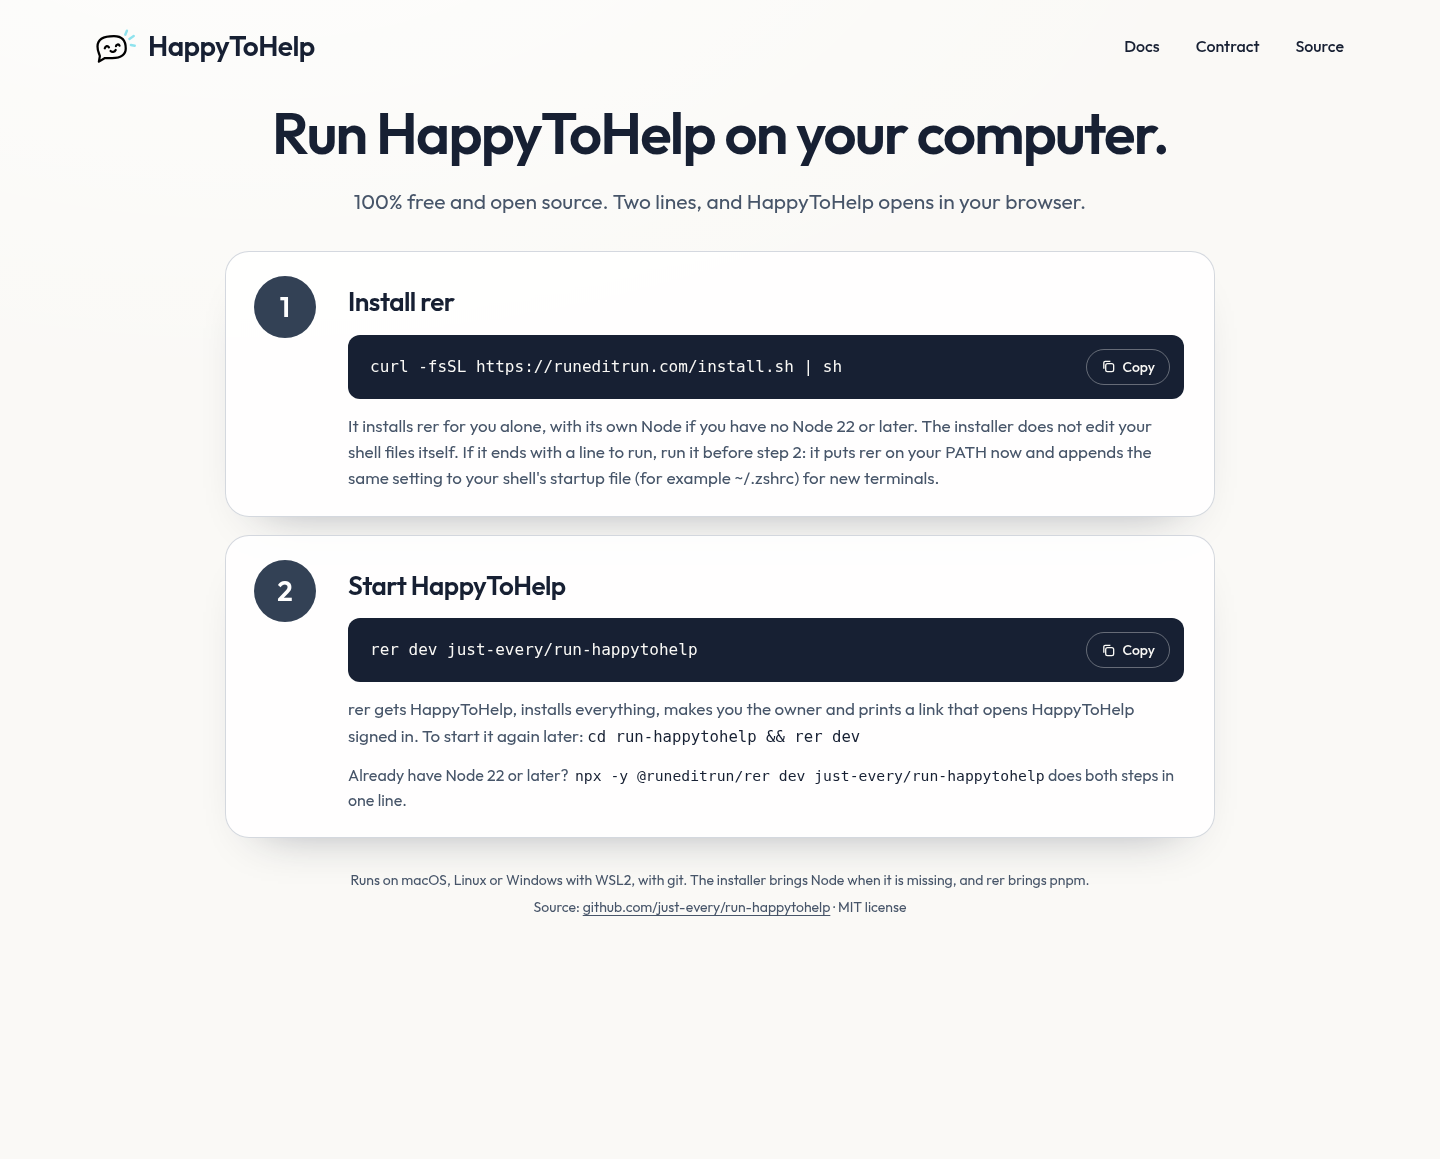 HappyToHelp
Docs
Contract
Source
Run HappyToHelp on your computer.
100% free and open source. Two lines, and HappyToHelp opens in your browser.
1
Install rer
curl -fsSL https://runeditrun.com/install.sh | sh
Copy
It installs rer for you alone, with its own Node if you have no Node 22 or later. The installer does not edit your
shell files itself. If it ends with a line to run, run it before step 2: it puts rer on your PATH now and appends the
same setting to your shell's startup file (for example ~/.zshrc) for new terminals.
2
Start HappyToHelp
rer dev just-every/run-happytohelp
Copy
rer gets HappyToHelp, installs everything, makes you the owner and prints a link that opens HappyToHelp
signed in. To start it again later: cd run-happytohelp && rer dev
Already have Node 22 or later? npx -y @runeditrun/rer dev just-every/run-happytohelp does both steps in
one line.
Runs on macOS, Linux or Windows with WSL2, with git. The installer brings Node when it is missing, and rer brings pnpm.
Source: github.com/just-every/run-happytohelp · MIT license